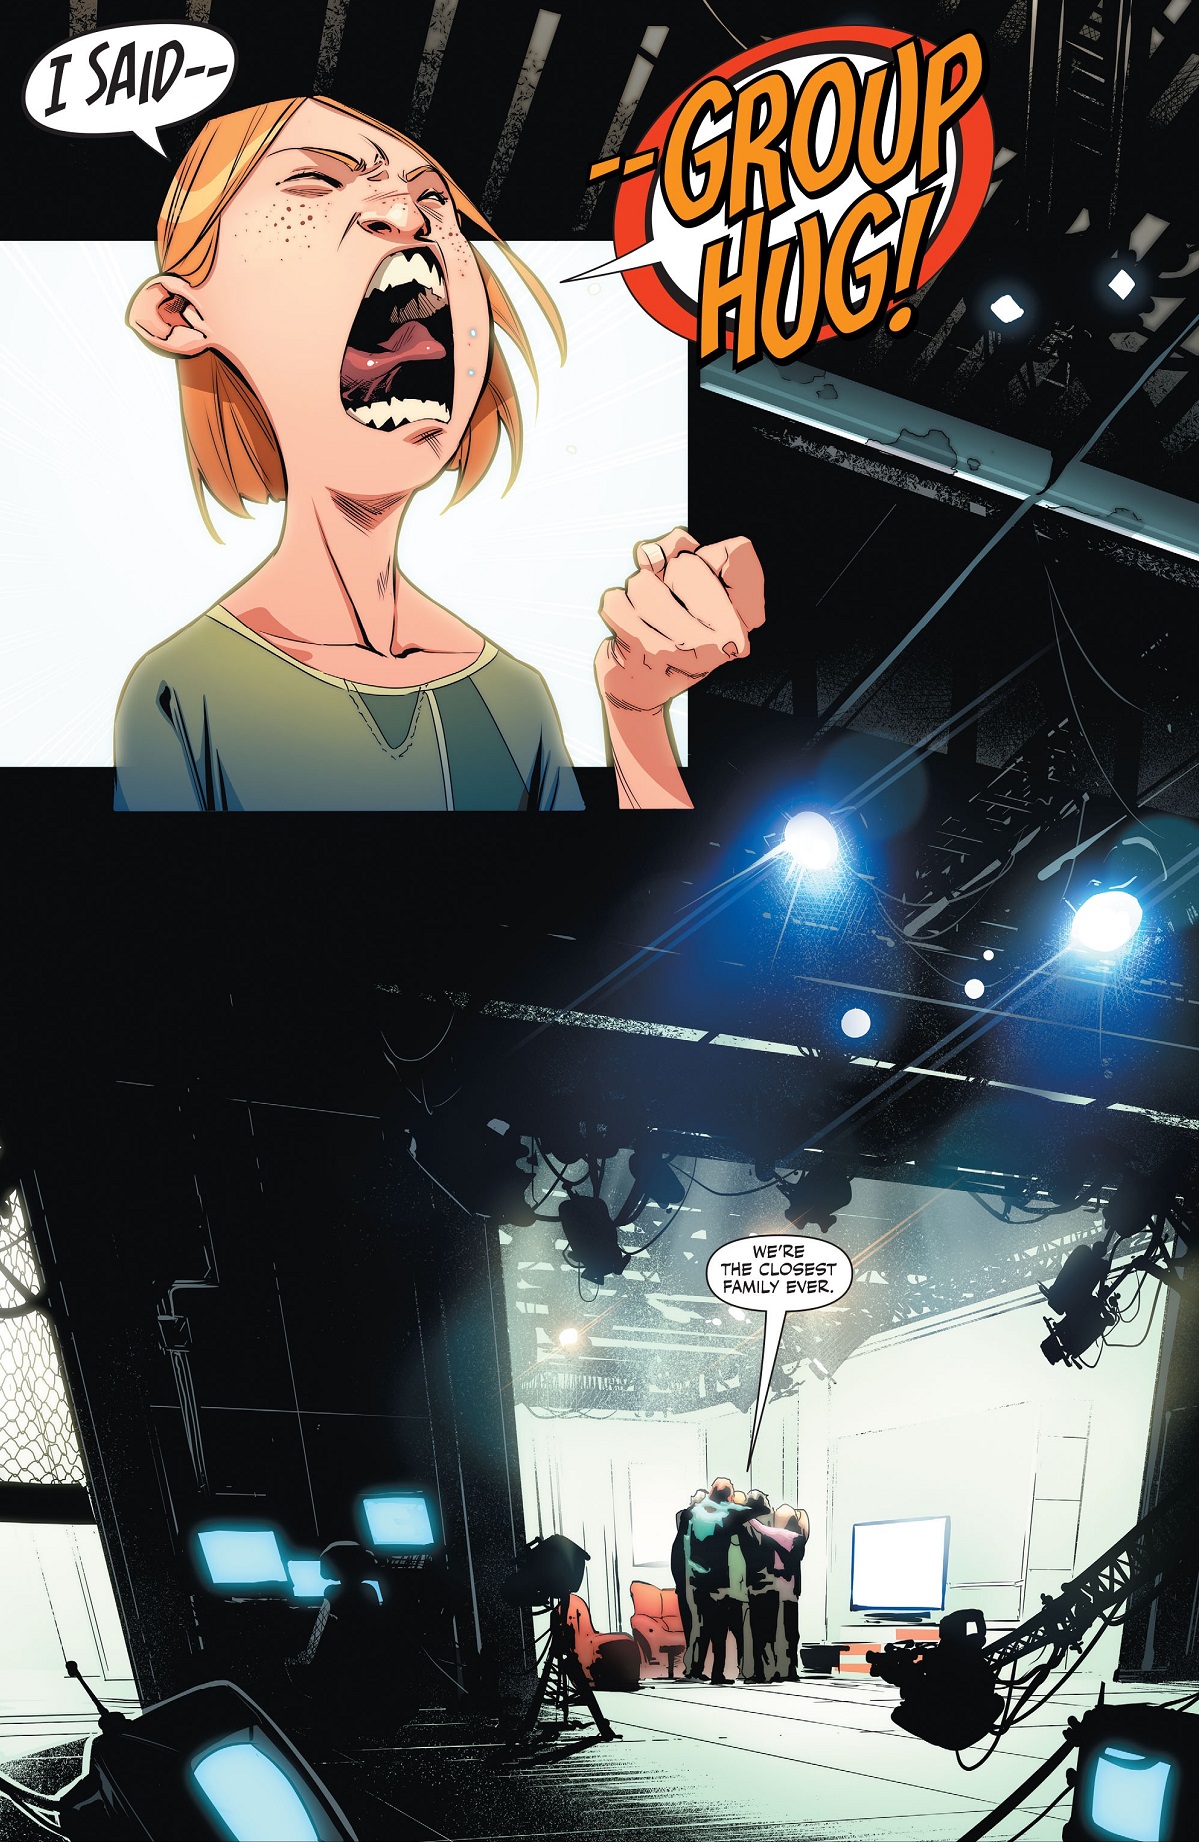 I SAID--
--GROUP
HUG!
WE'RE
THE CLOSEST
FAMILY EVER.